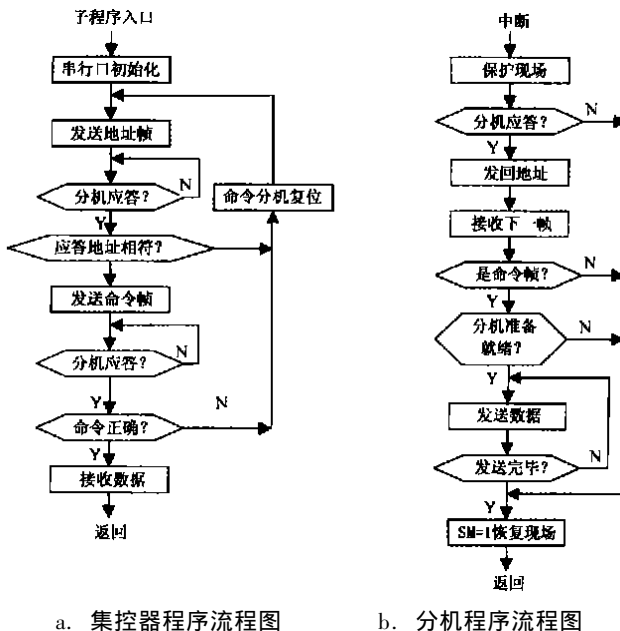 子程序入口
串行口初始化
发送地址帧
分机应答?
N
Y
命令分机复位
应答地址相符?
发送命令帧
分机应答?
N
Y
N
命令正确?
Y
接收数据
返回
a. 集控器程序流程图
中断
保护现场
N
分机应答?
Y
发回地址
接收下一帧
N
是命令帧?
Y
分机准备
就绪?
N
Y
发送数据
发送完毕?
N
Y
SM=1恢复现场
返回
b. 分机程序流程图